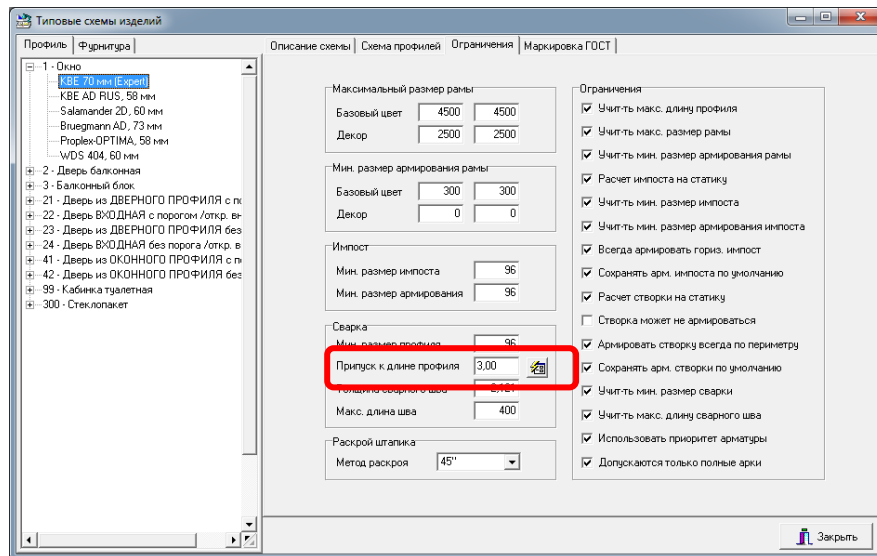 Типовые схемы изделий
Профиль
Фурнитура
1 - Окно
KBE 70 мм (Expert)
KBE AD RUS, 58 мм
Salamander 2D, 60 мм
Bruegmann AD, 73 мм
Proplex-OPTIMA, 58 мм
WDS 404, 60 мм
2 - Дверь балконная
3 - Балконный блок
21 - Дверь из ДВЕРНОГО ПРОФИЛЯ с по
22 - Дверь ВХОДНАЯ с порогом /откр. вн
23 - Дверь из ДВЕРНОГО ПРОФИЛЯ без
24 - Дверь ВХОДНАЯ без порога /откр. в
41 - Дверь из ОКОННОГО ПРОФИЛЯ с по
42 - Дверь из ОКОННОГО ПРОФИЛЯ без
99 - Кабинка туалетная
300 - Стеклопакет
Описание схемы
Схема профилей
Ограничения
Маркировка ГОСТ
Максимальный размер рамы
Базовый цвет 4500 4500
Декор 2500 2500
Мин. размер армирования рамы
Базовый цвет 300 300
Декор 0 0
Импост
Мин. размер импоста 96
Мин. размер армирования 96
Сварка
Мин. размер профиля 96
Припуск к длине профиля 3,00
Толщина сварного шва 2,121
Макс. длина шва 400
Раскрой штапика
Метод раскроя 45"
Ограничения
Учит-ть макс. длину профиля
Учит-ть макс. размер рамы
Учит-ть мин. размер армирования рамы
Расчет импоста на статику
Учит-ть мин. размер импоста
Учит-ть мин. размер армирования импоста
Всегда армировать гориз. импост
Сохранять арм. импоста по умолчанию
Расчет створки на статику
Створка может не армироваться
Армировать створку всегда по периметру
Сохранять арм. створки по умолчанию
Учит-ть мин. размер сварки
Учит-ть макс. длину сварного шва
Использовать приоритет арматуры
Допускаются только полные арки
Закрыть